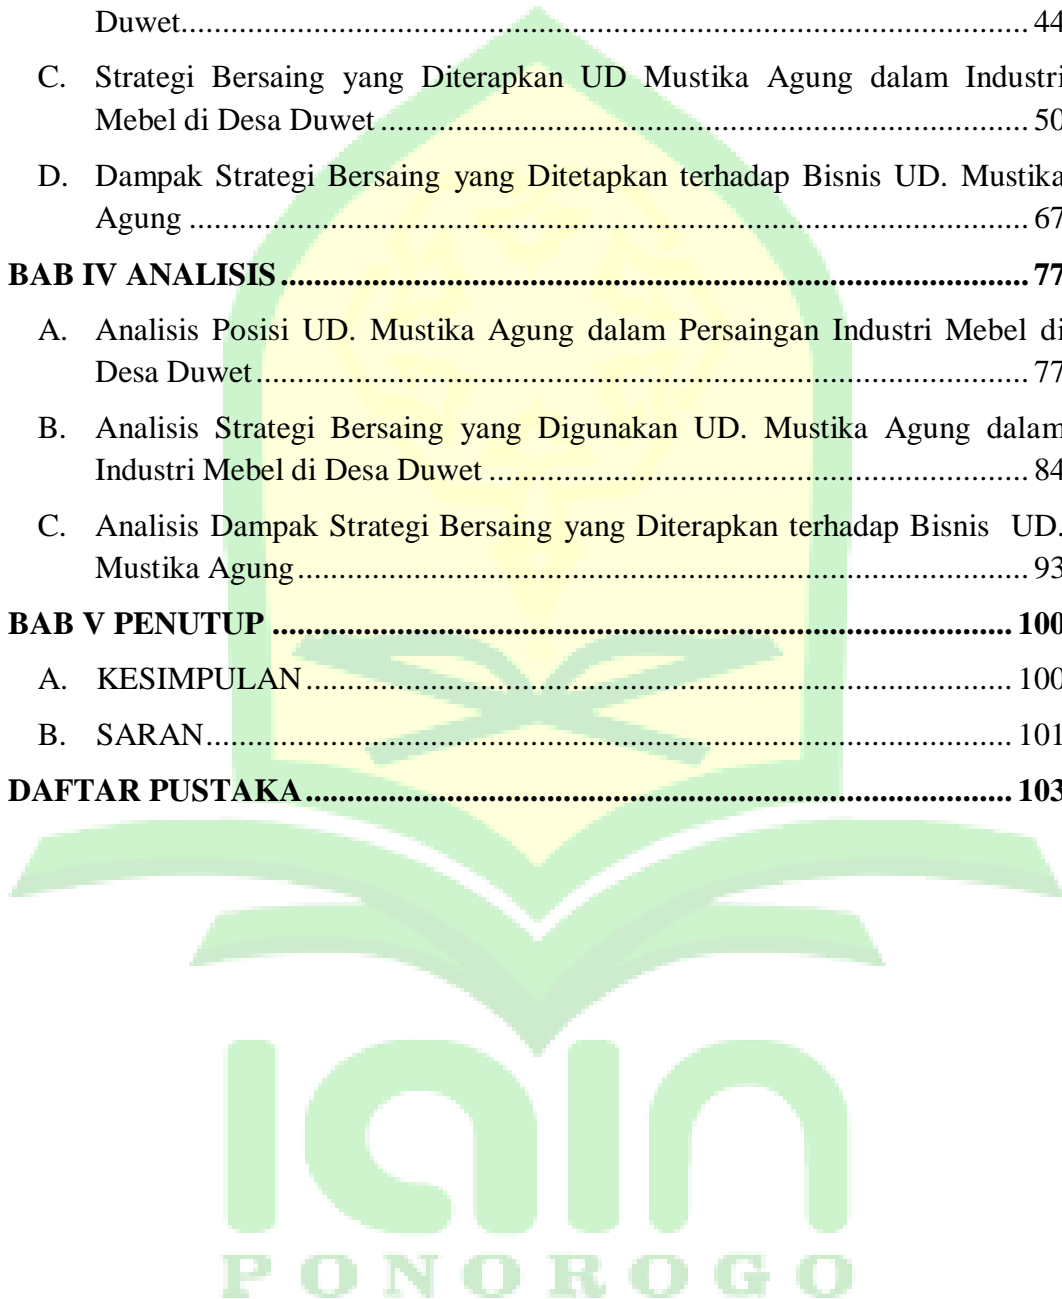 Duwet.................................................................................................... 44
C. Strategi Bersaing yang Diterapkan UD Mustika Agung dalam Industri
Mebel di Desa Duwet............................................................................. 50
D. Dampak Strategi Bersaing yang Ditetapkan terhadap Bisnis UD. Mustika
Agung .................................................................................................... 67
BAB IV ANALISIS......................................................................................... 77
A. Analisis Posisi UD. Mustika Agung dalam Persaingan Industri Mebel di
Desa Duwet............................................................................................ 77
B. Analisis Strategi Bersaing yang Digunakan UD. Mustika Agung dalam
Industri Mebel di Desa Duwet ................................................................ 84
C. Analisis Dampak Strategi Bersaing yang Diterapkan terhadap Bisnis UD.
Mustika Agung....................................................................................... 93
BAB V PENUTUP ........................................................................................ 100
A. KESIMPULAN.................................................................................... 100
B. SARAN................................................................................................ 101
DAFTAR PUSTAKA.................................................................................... 103
iain
PONOROGO